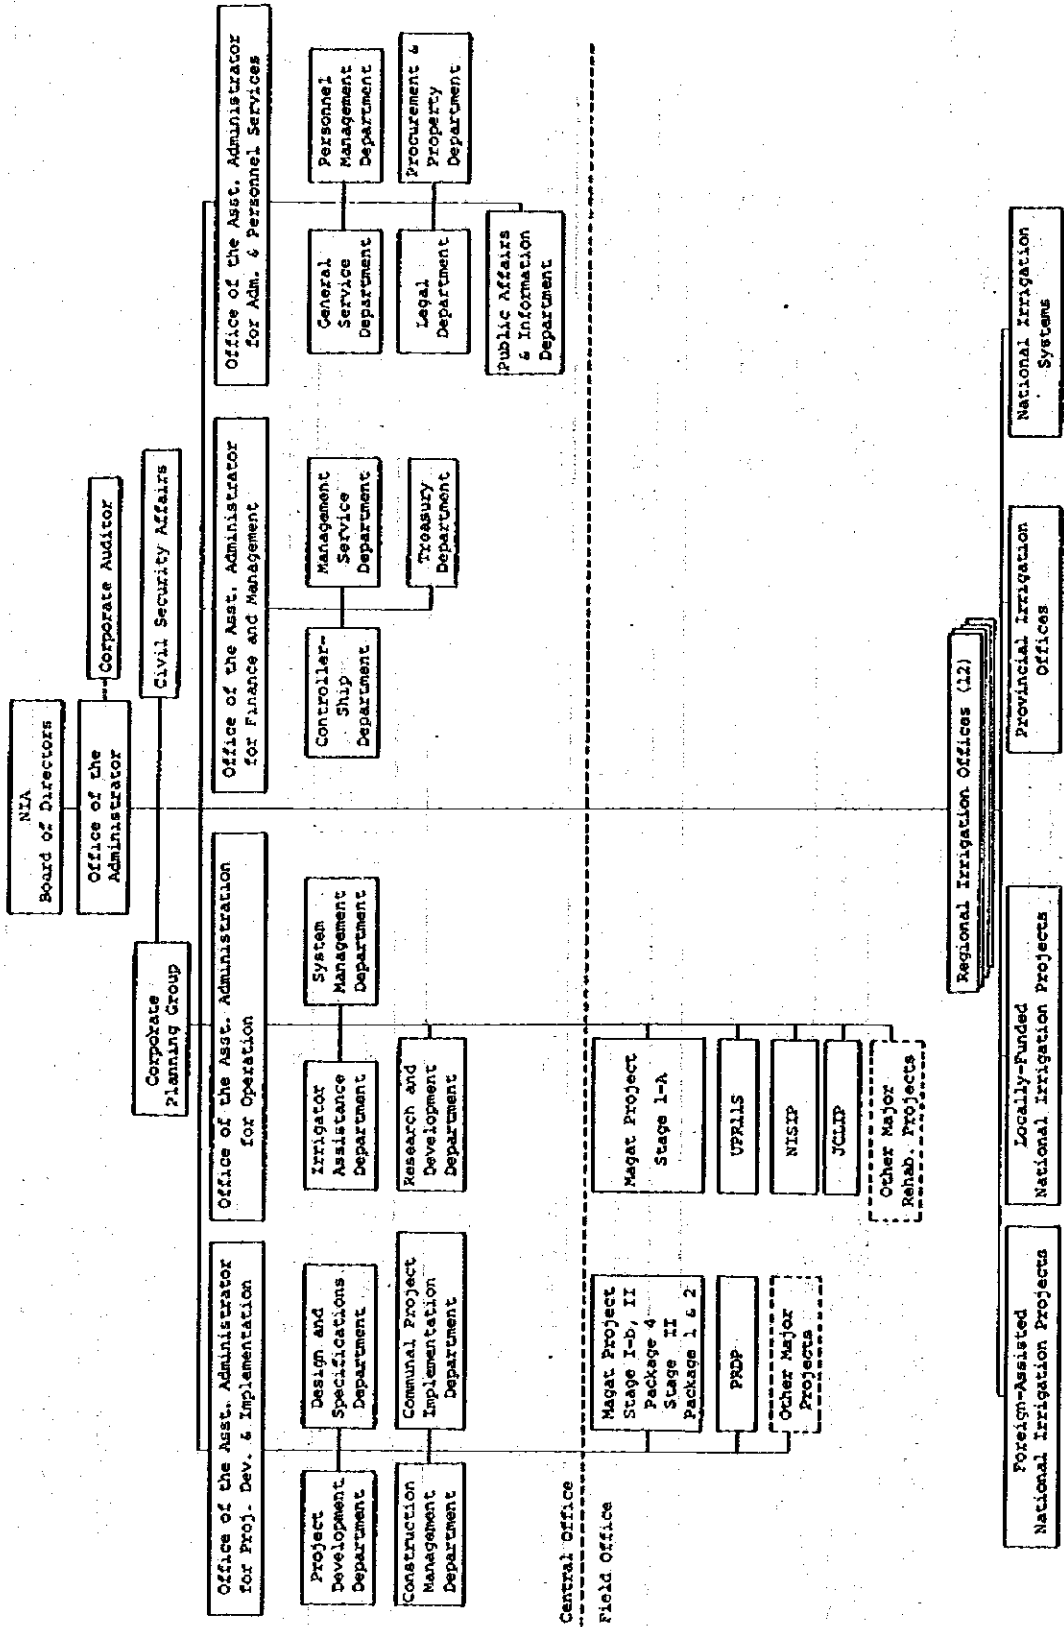 NIA
Board of Directors
Office of the
Administrator
Corporate Auditor
Civil Security Affairs
Corporate
Planning Group
Office of the Asst. Administrator
for Proj. Dev. & Implementation
Office of the Asst. Administration
for Operation
Office of the Asst. Administrator
for Finance and Management
Office of the Asst. Administrator
for Adm. & Personnel Services
Project
Development
Department
Design and
Specifications
Department
Construction
Management
Department
Communal Project
Implementation
Department
Irrigator
Assistance
Department
System
Management
Department
Research and
Development
Department
Controller-
Ship
Department
Management
Service
Department
Treasury
Department
General
Service
Department
Personnel
Management
Department
Legal
Department
Procurement &
Property
Department
Public Affairs
& Information
Department
Central Office
Field Office
Magat Project
Stage I-b, II
Package 4
Stage II
Package 1 & 2
PRDP
Other Major
Projects
Magat Project
Stage 1-A
UPR11S
NISIP
JCLIP
Other Major
Rehab. Projects
Regional Irrigation Offices (12)
Foreign-Assisted
National Irrigation Projects
Locally-Funded
National Irrigation Projects
Provincial Irrigation
Offices
National Irrigation
Systems